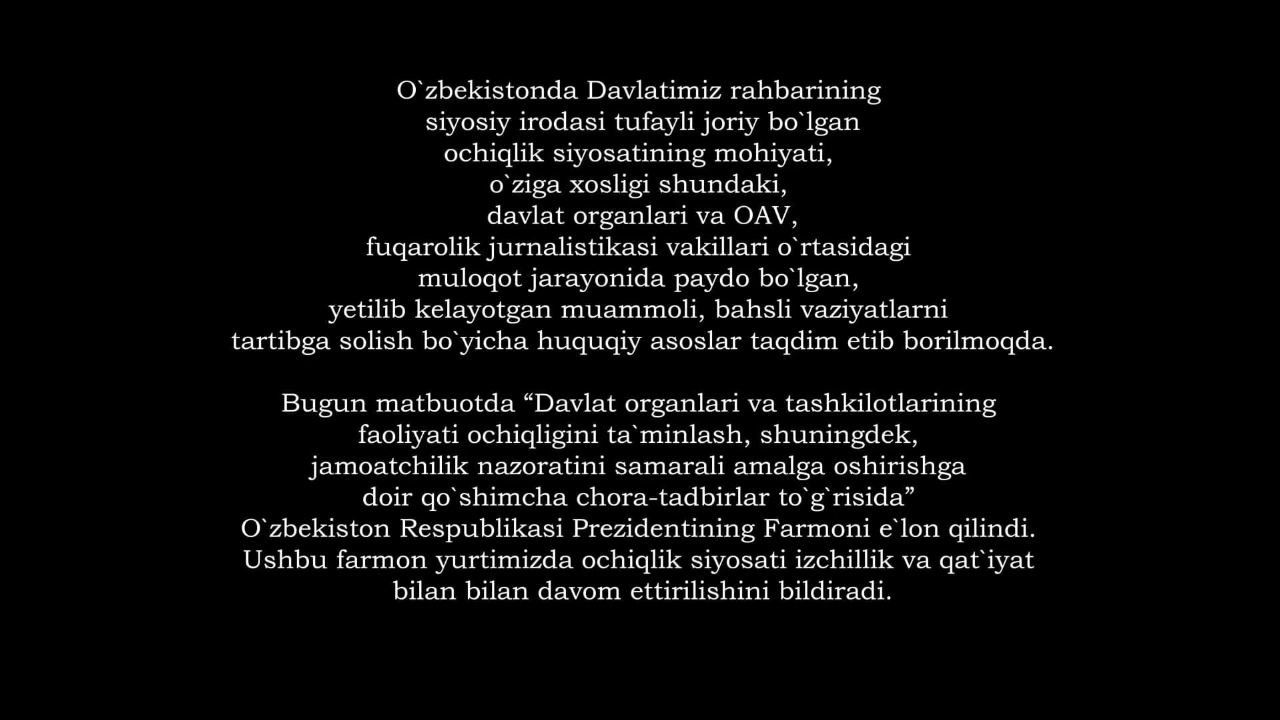 O`zbekistonda Davlatimiz rahbarining
siyosiy irodasi tufayli joriy bo`lgan
ochiqlik siyosatining mohiyati,
o`ziga xosligi shundaki,
davlat organlari va OAV,
fuqarolik jurnalistikasi vakillari o`rtasidagi
muloqot jarayonida paydo bo`lgan,
yetilib kelayotgan muammoli, bahsli vaziyatlarni
tartibga solish bo`yicha huquqiy asoslar taqdim etib borilmoqda.
Bugun matbuotda “Davlat organlari va tashkilotlarining
faoliyati ochiqligini ta`minlash, shuningdek,
jamoatchilik nazoratini samarali amalga oshirishga
doir qo`shimcha chora-tadbirlar to`g`risida”
O`zbekiston Respublikasi Prezidentining Farmoni e`lon qilindi.
Ushbu farmon yurtimizda ochiqlik siyosati izchillik va qat`iyat
bilan bilan davom ettirilishini bildiradi.